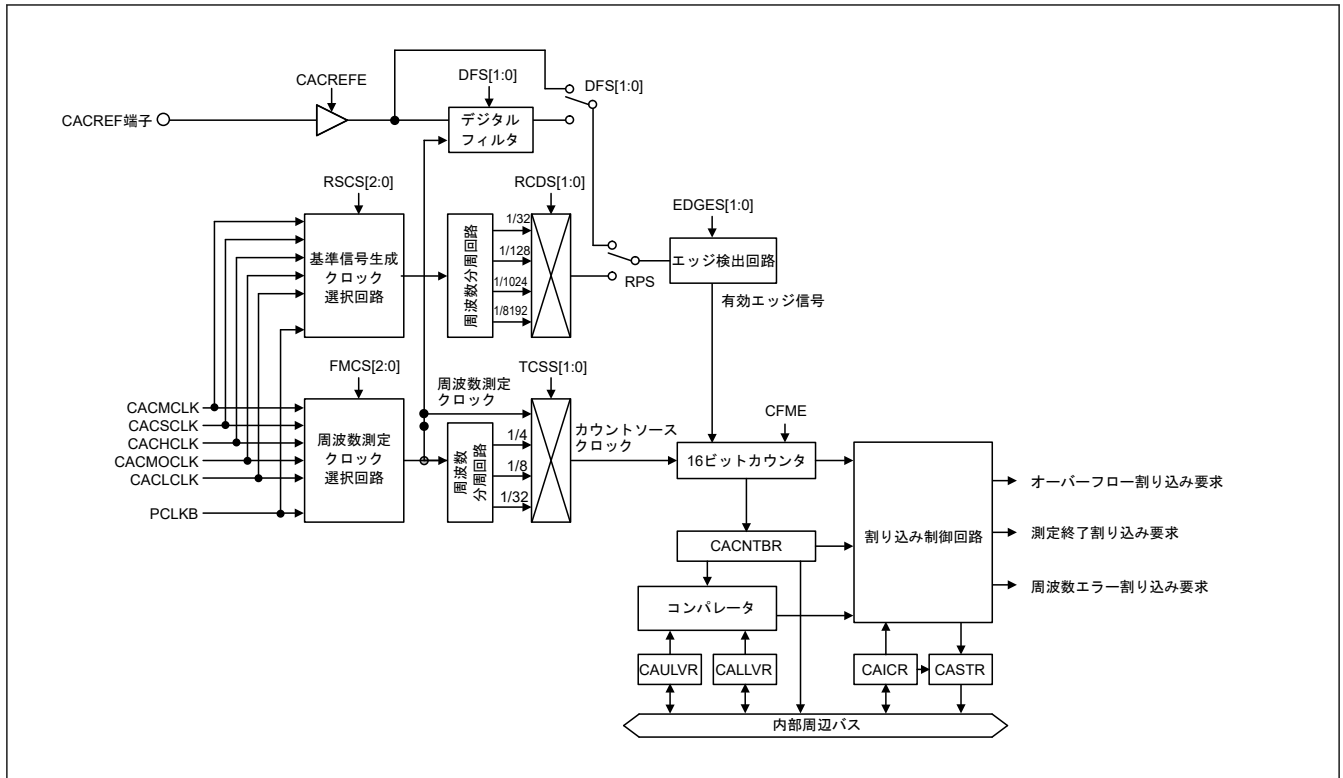 CACREFE
DFS[1:0]
DFS[1:0]
CACREF端子
デジタル
フィルタ
RSCS[2:0]
RCDS[1:0]
EDGES[1:0]
基準信号生成
クロック
選択回路
周波数分周回路
1/32
1/128
1/1024
1/8192
RPS
エッジ検出回路
有効エッジ信号
FMCS[2:0]
周波数測定
クロック
TCSS[1:0]
CACMCLK
CACSCLK
CACHCLK
CACMOCLK
CACLCLK
PCLKB
周波数測定
クロック
選択回路
周波数
分周回路
1/4
1/8
1/32
カウントソース
クロック
CFME
16ビットカウンタ
CACNTBR
コンパレータ
CAULVR
CALLVR
割り込み制御回路
CAICR
CASTR
オーバーフロー割り込み要求
測定終了割り込み要求
周波数エラー割り込み要求
内部周辺バス